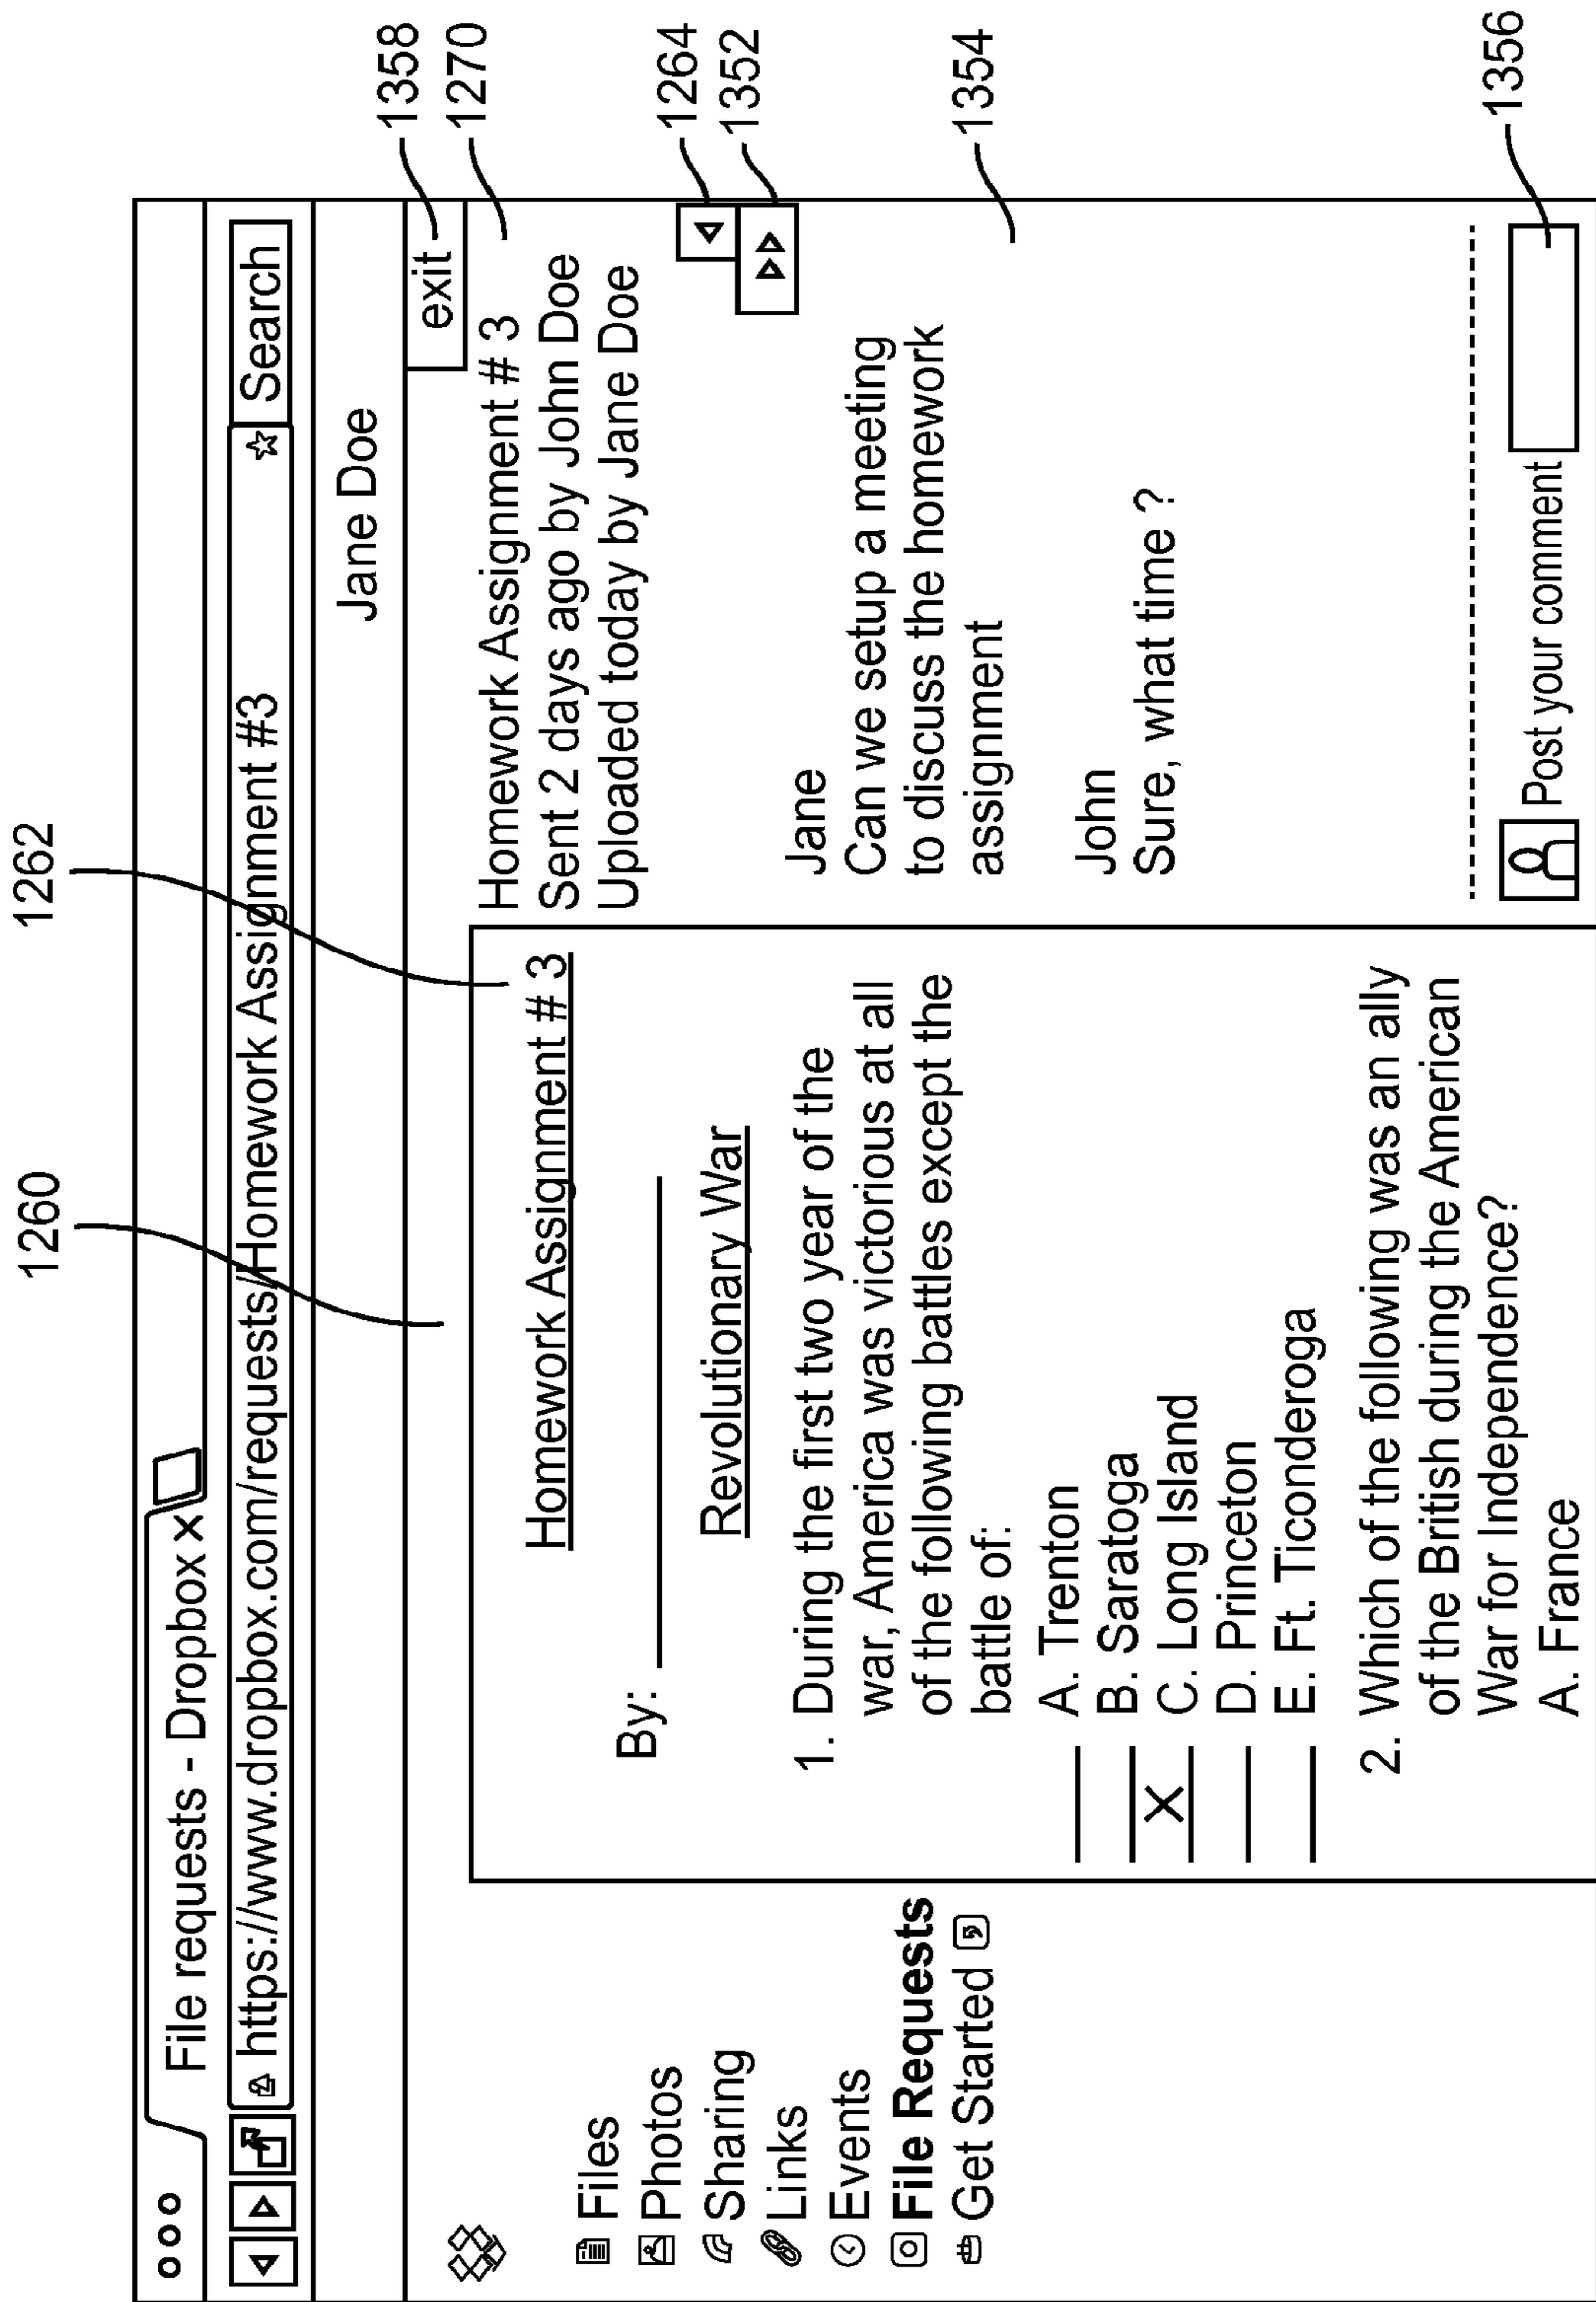 1260
1262
File requests - Dropbox X
https://www.dropbox.com/requests/Homework Assignment #3
Search
Jane Doe
exit
1358
1270
Files
Photos
Sharing
Links
Events
File Requests
Get Started
Homework Assignment # 3
By:
Revolutionary War
1. During the first two year of the
war, America was victorious at all
of the following battles except the
battle of:
A. Trenton
B. Saratoga
X C. Long Island
D. Princeton
E. Ft. Ticonderoga
2. Which of the following was an ally
of the British during the American
War for Independence?
A. France
Homework Assignment # 3
Sent 2 days ago by John Doe
Uploaded today by Jane Doe
1264
1352
Jane
Can we setup a meeting
to discuss the homework
assignment
1354
John
Sure, what time ?
Post your comment
1356